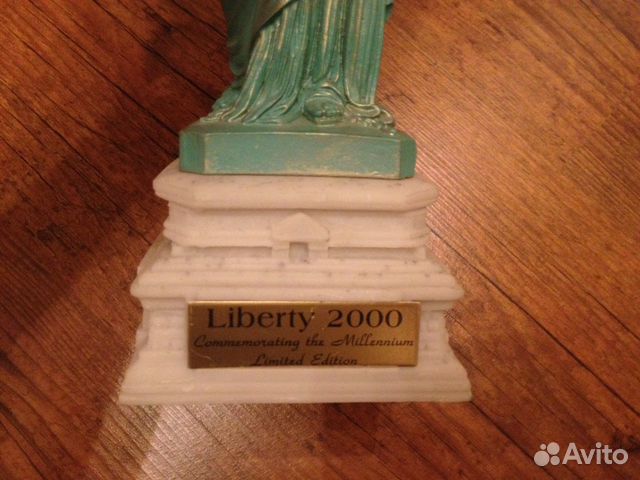 Liberty 2000
Commemorating the Millennium
Limited Edition
Avito